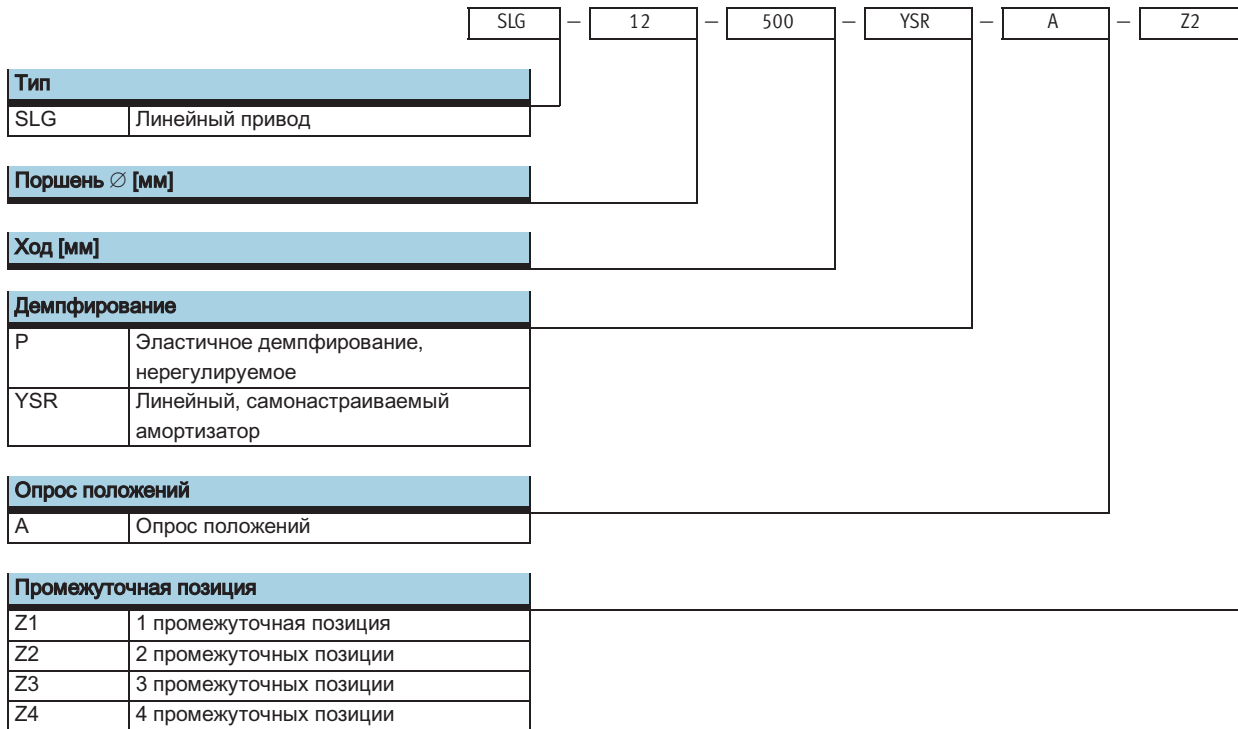 SLG – 12 – 500 – YSR – A – Z2
Тип
SLG Линейный привод
Поршень ∅ [мм]
Ход [мм]
Демпфирование
P Эластичное демпфирование,
нерегулируемое
YSR Линейный, самонастраиваемый
амортизатор
Опрос положений
A Опрос положений
Промежуточная позиция
Z1 1 промежуточная позиция
Z2 2 промежуточных позиции
Z3 3 промежуточных позиции
Z4 4 промежуточных позиции